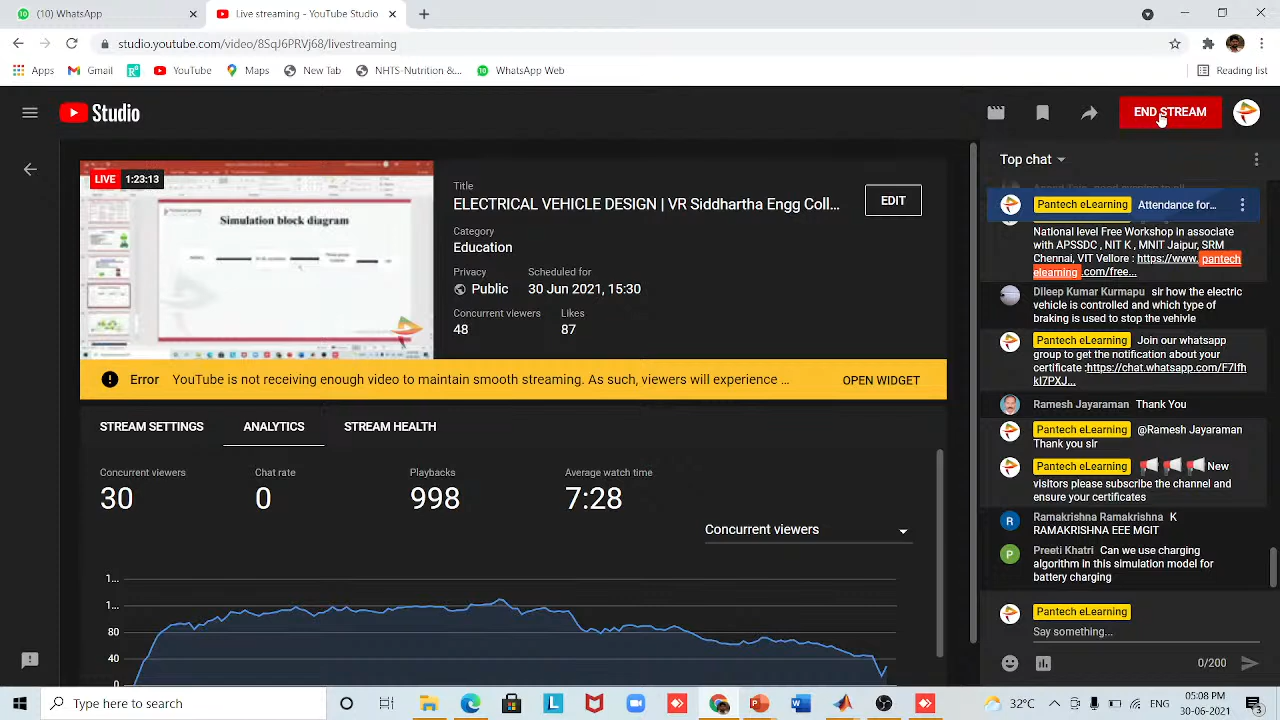 (10) WhatsApp
Live streaming - YouTube Studio
studio.youtube.com/video/8SqIJ6PRVj68/livestreaming
Apps
Gmail
YouTube
Maps
New Tab
NHTS Nutrition &...
WhatsApp Web
Reading list
Studio
END STREAM
LIVE 1:23:13
Simulation block diagram
Title
ELECTRICAL VEHICLE DESIGN | VR Siddhartha Engg Coll...
EDIT
Category
Education
Privacy
Public
Scheduled for
30 Jun 2021, 15:30
Concurrent viewers
48
Likes
87
Error YouTube is not receiving enough video to maintain smooth streaming. As such, viewers will experience ...
OPEN WIDGET
STREAM SETTINGS
ANALYTICS
STREAM HEALTH
Concurrent viewers
30
Chat rate
0
Playbacks
998
Average watch time
7:28
Concurrent viewers
1...
1...
80
40
0
Top chat
Pantech eLearning Attendance for...
National Level Free Workshop In associate
with APSSDC , NIT K , MNIT Jaipur, SRM
Chennai, VIT Vellore : https://www. pantech
elearning .com/free...
Dileep Kumar Kurmapu sir how the electric
vehicle is controlled and which type of
braking is used to stop the vehivle
Pantech eLearning Join our whatsapp
group to get the notification about your
certificate :https://chat.whatsapp.com/F7Ifh
kI7PXJ...
Ramesh Jayaraman Thank You
Pantech eLearning @Ramesh Jayaraman
Thank you sir
Pantech eLearning New
visitors please subscribe the channel and
ensure your certificates
Ramakrishna Ramakrishna K
RAMAKRISHNA EEE MGIT
Preeti Khatri Can we use charging
algorithm in this simulation model for
battery charging
Pantech eLearning
Say something...
0/200
Type here to search
32°C
ENG
05:08 PM
30-06-2021
3